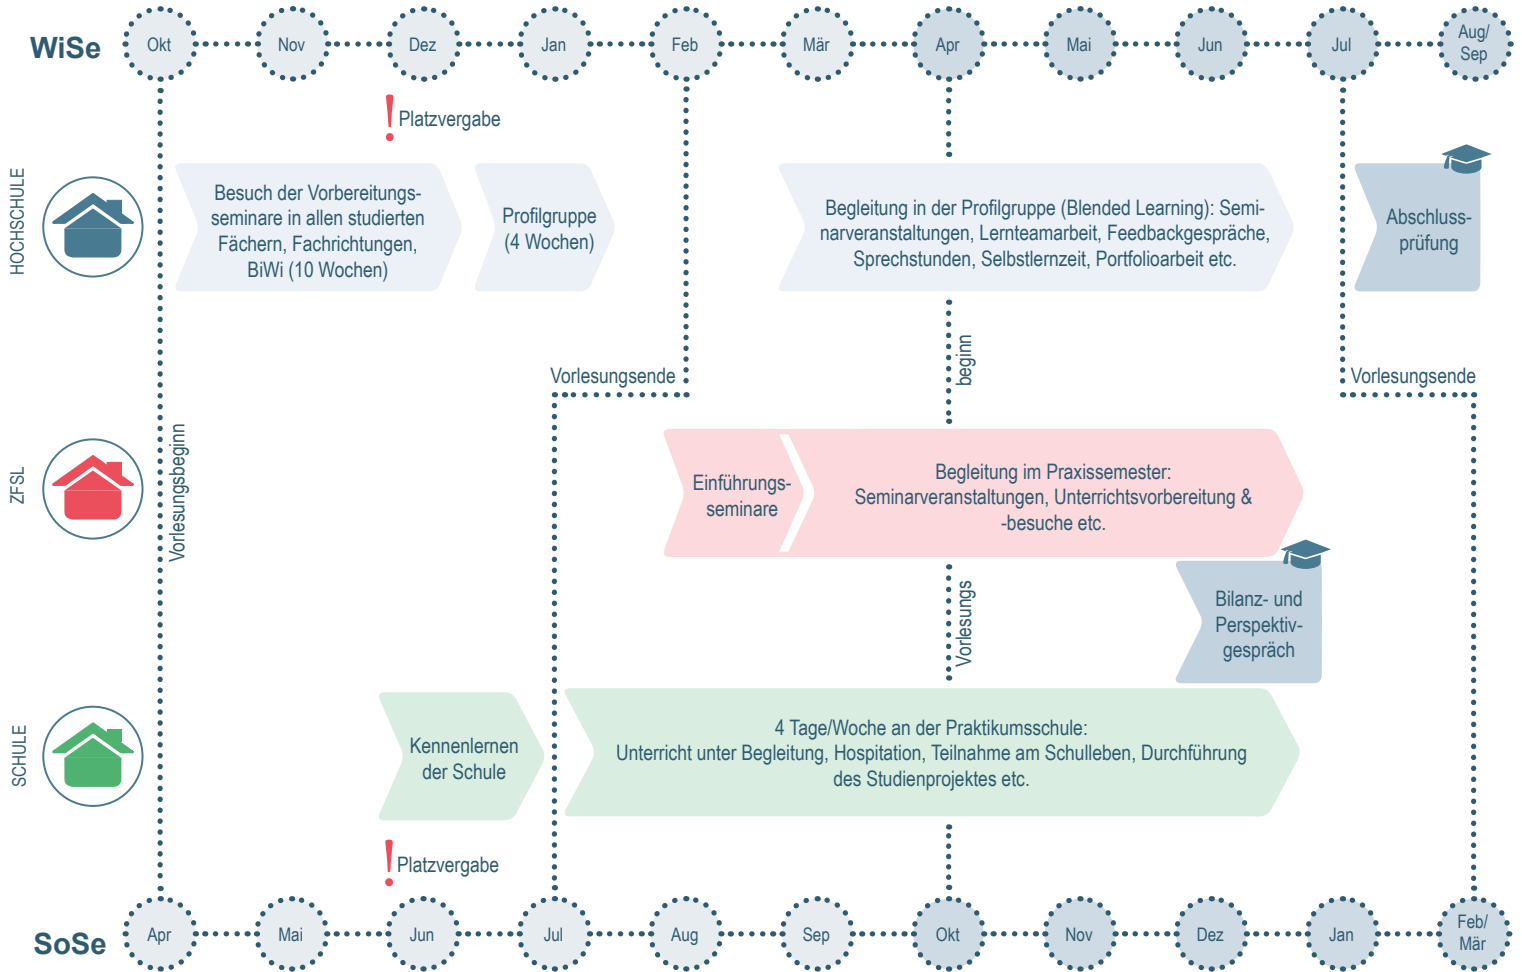 WiSe
Okt
Nov
Dez
Jan
Feb
Mär
Apr
Mai
Jun
Jul
Aug/
Sep
Platzvergabe
HOCHSCHULE
Besuch der Vorbereitungs-
seminare in allen studierten
Fächern, Fachrichtungen,
BiWi (10 Wochen)
Profilgruppe
(4 Wochen)
Begleitung in der Profilgruppe (Blended Learning): Semi-
narveranstaltungen, Lernteamarbeit, Feedbackgespräche,
Sprechstunden, Selbstlernzeit, Portfolioarbeit etc.
Abschluss-
prüfung
Vorlesungsende
beginn
Vorlesungsende
Vorlesungsbeginn
ZFSL
Einführungs-
seminare
Begleitung im Praxissemester:
Seminarveranstaltungen, Unterrichtsvorbereitung &
-besuche etc.
Vorlesungs
Bilanz- und
Perspektiv-
gespräch
SCHULE
Kennenlernen
der Schule
4 Tage/Woche an der Praktikumsschule:
Unterricht unter Begleitung, Hospitation, Teilnahme am Schulleben, Durchführung
des Studienprojektes etc.
Platzvergabe
SoSe
Apr
Mai
Jun
Jul
Aug
Sep
Okt
Nov
Dez
Jan
Feb/
Mär